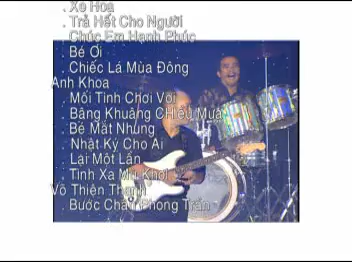 . Xe Hoa
. Trả Hết Cho Người
. Chúc Em Hạnh Phúc
. Bé Ơi
. Chiếc Lá Mùa Đông
Anh Khoa
. Mối Tình Chơi Vơi
. Bâng Khuâng Chiều Mưa
. Bé Mắt Nhung
. Nhật Ký Cho Ai
. Lại Một Lần
. Tình Xa Mù Khơi
Võ Thiện Thanh
. Bước Chân Phong Trần